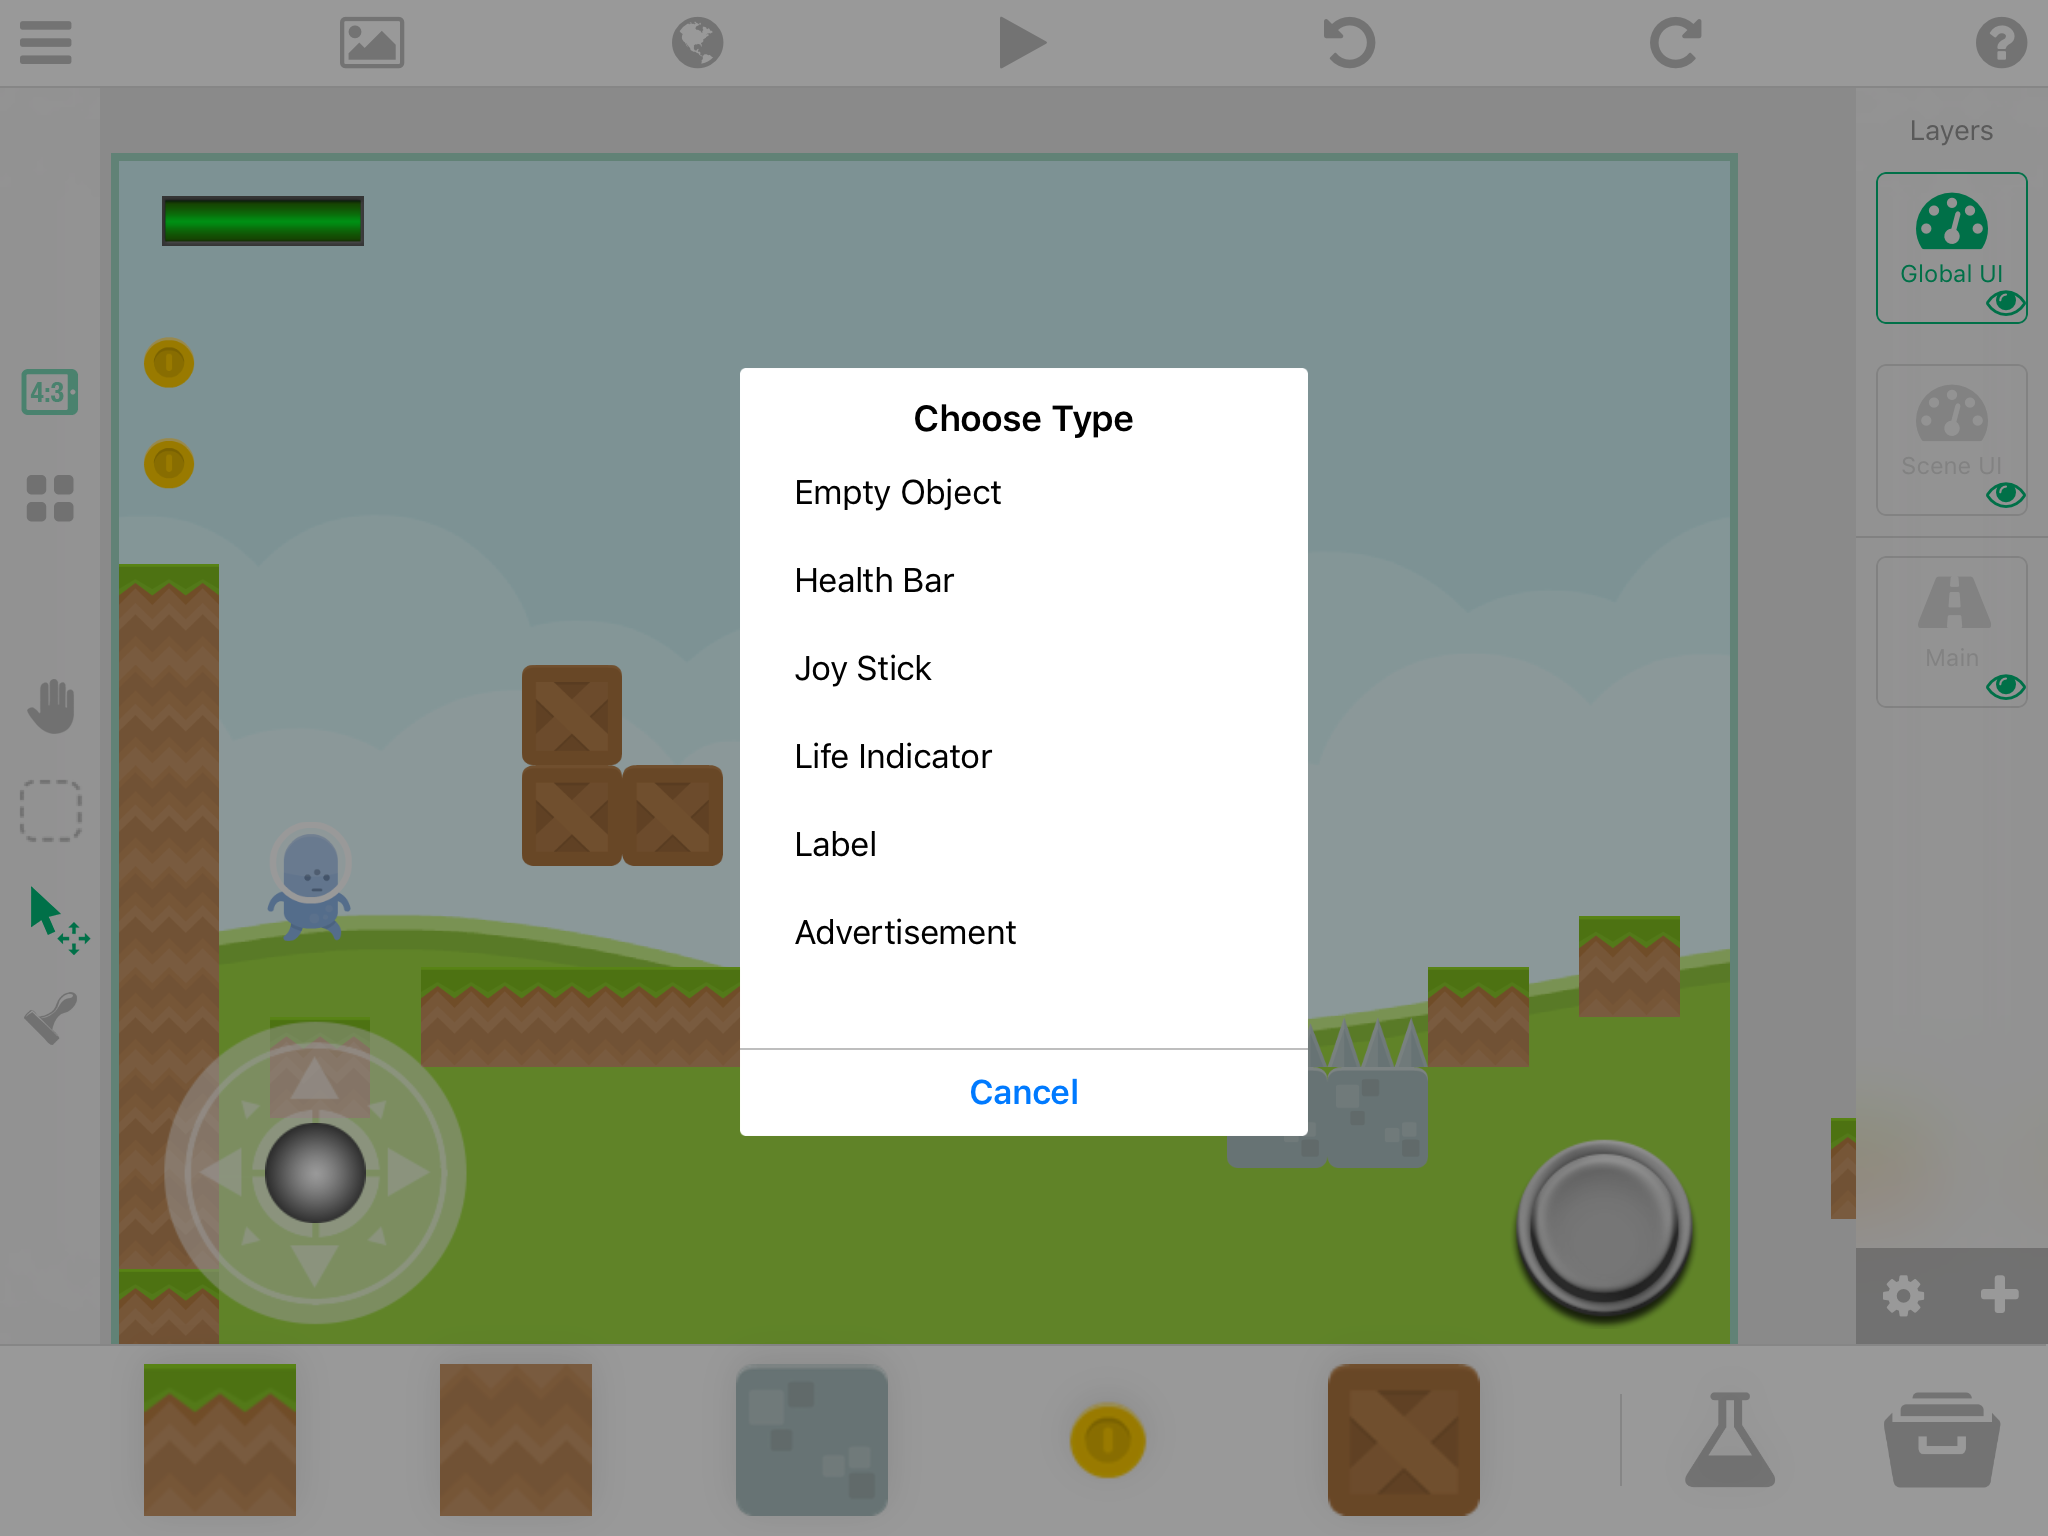 ?
Layers
Global UI
4:3
Choose Type
Scene UI
Empty Object
Health Bar
Joy Stick
Main
Life Indicator
Label
Advertisement
Cancel